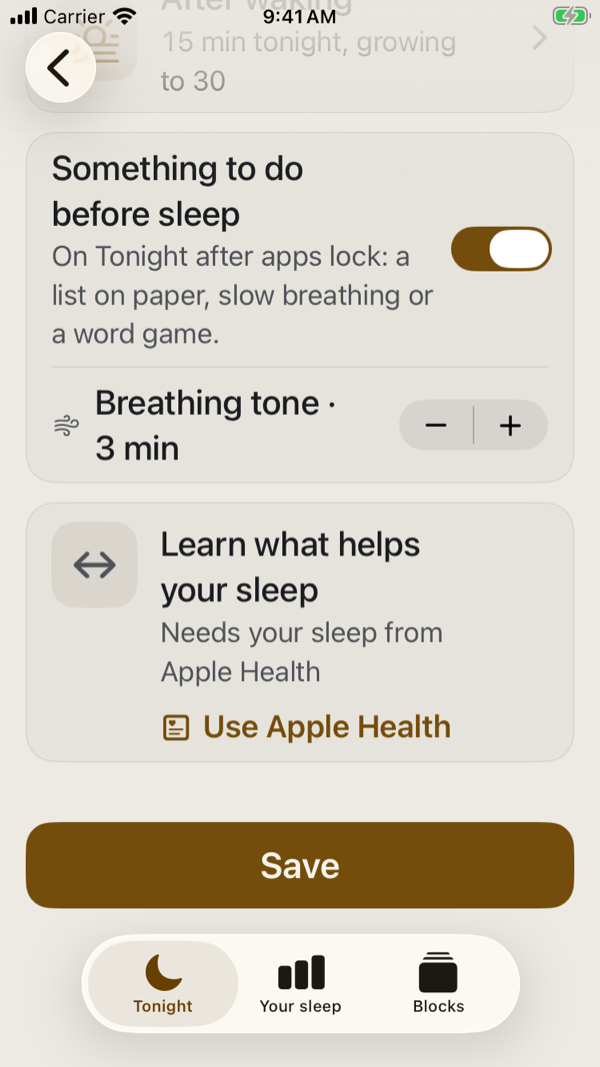 Carrier 9:41 AM
After waking
15 min tonight, growing
to 30
Something to do
before sleep
On Tonight after apps lock: a
list on paper, slow breathing or
a word game.
Breathing tone ·
3 min
Learn what helps
your sleep
Needs your sleep from
Apple Health
Use Apple Health
Save
Tonight
Your sleep
Blocks